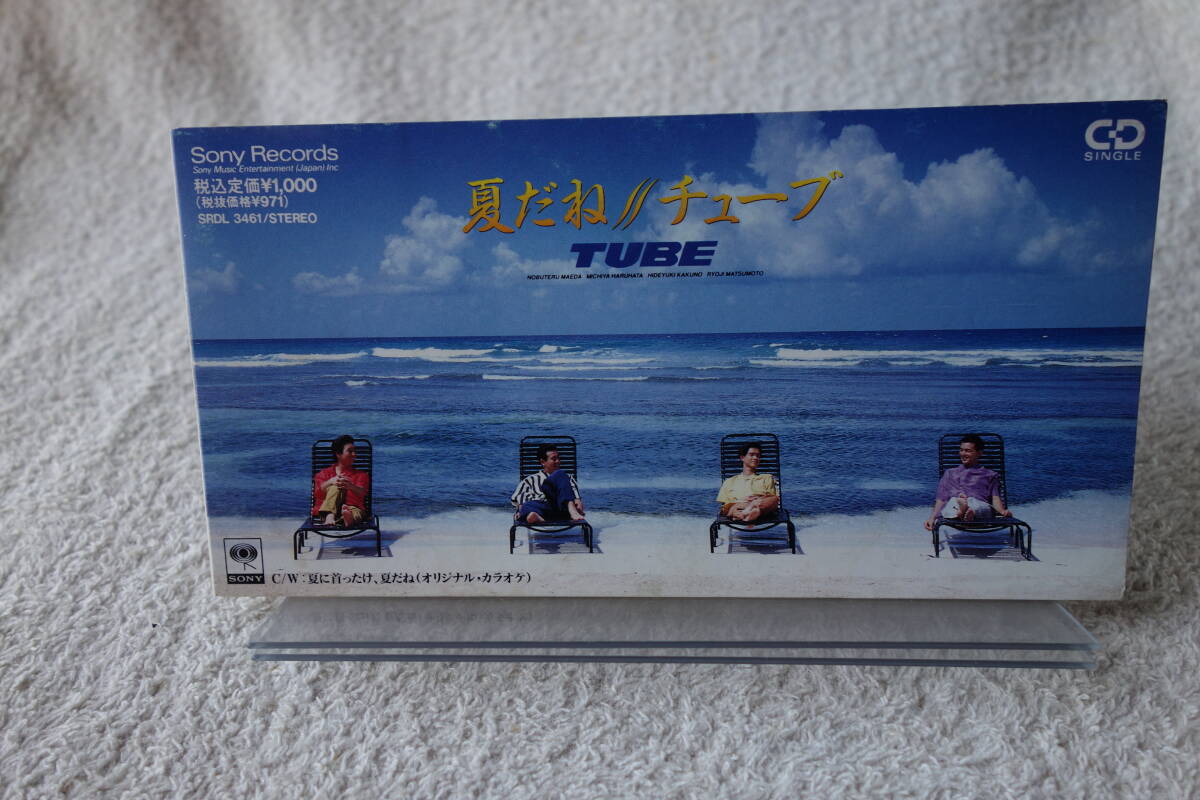 Sony Records
Sony Music Entertainment (Japan) Inc
税込定価¥1,000
(税抜価格¥971)
SRDL 3461/STEREO
CD
SINGLE
夏だね//チューブ
TUBE
NOBUTERU MAEDA MICHIYA HARUHATA HIDEYUKI KAKUNO RYOJI MATSUMOTO
SONY
C/W:夏に首ったけ、夏だね(オリジナル・カラオケ)